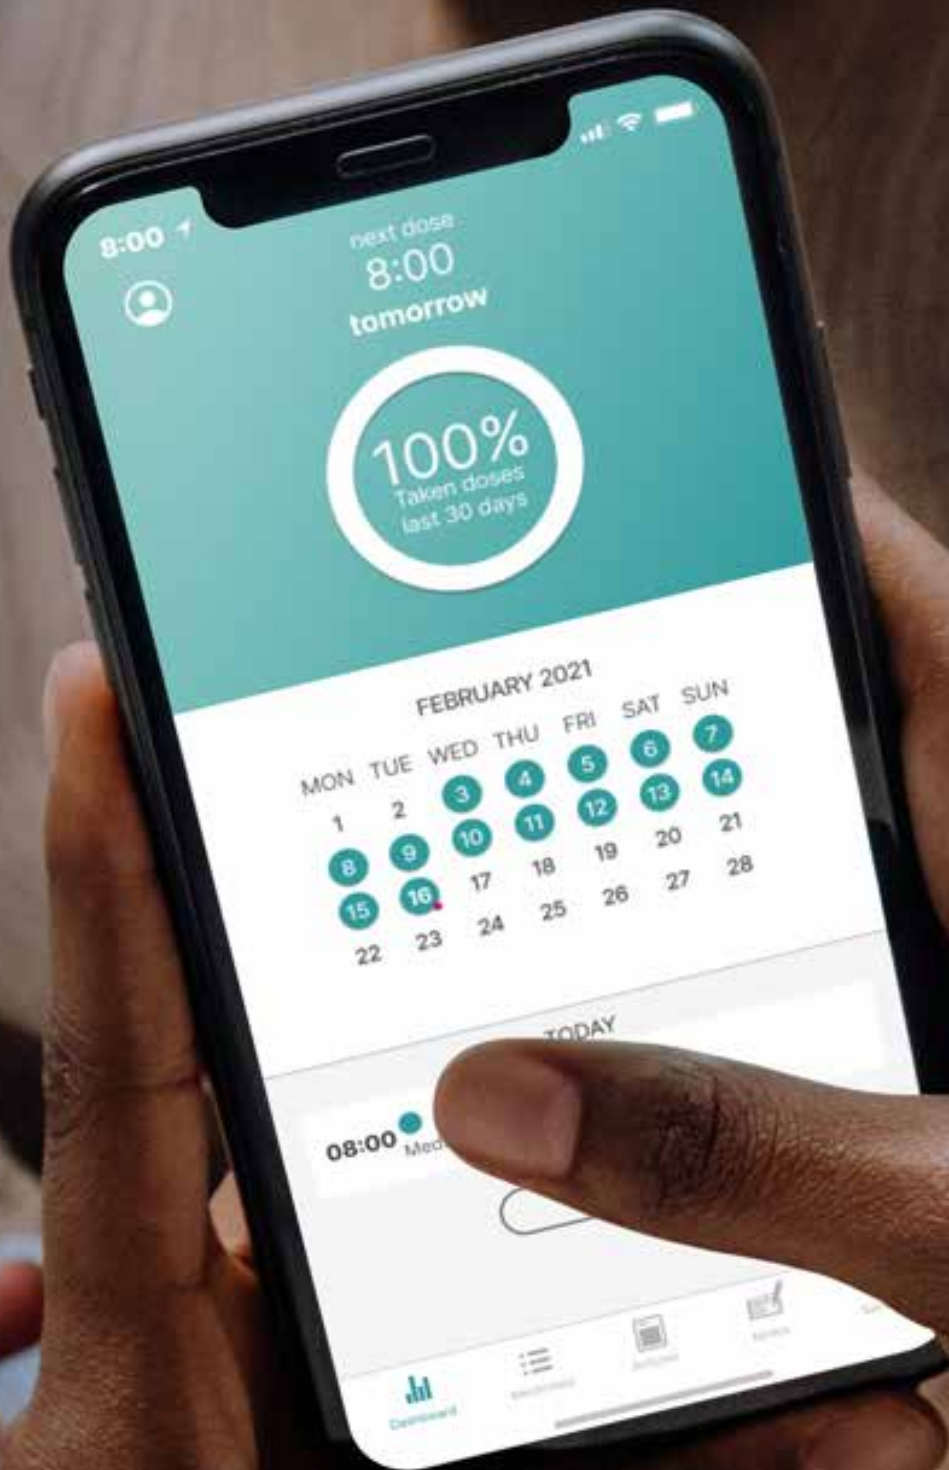 8:00
next dose
8:00
tomorrow
100%
Taken doses
last 30 days
FEBRUARY 2021
MON TUE WED THU FRI SAT SUN
1 2 3 4 5 6 7
8 9 10 11 12 13 14
15 16 17 18 19 20 21
22 23 24 25 26 27 28
TODAY
08:00
Dashboard